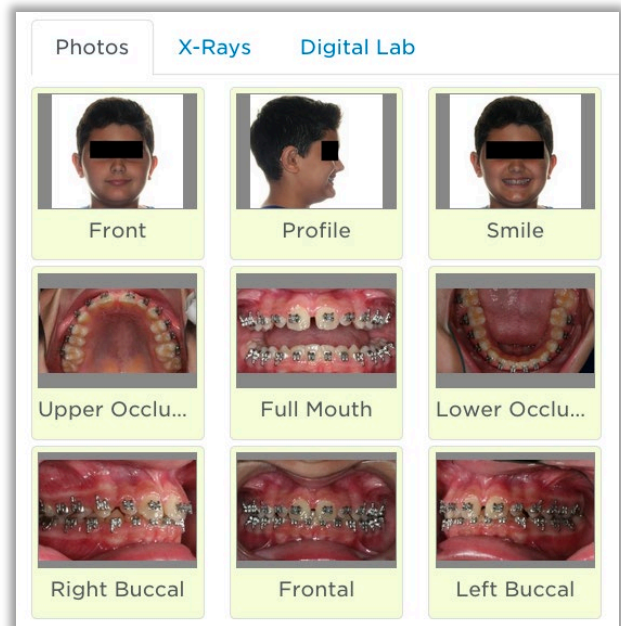 Photos X-Rays Digital Lab
Front Profile Smile
Upper Occlu... Full Mouth Lower Occlu...
Right Buccal Frontal Left Buccal